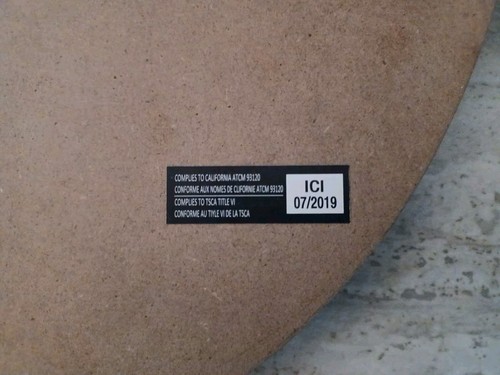 COMPLIES TO CALIFORNIA ATCM 93120
CONFORME AUX NOMES DE CLIFORNIE ATCM 93120
COMPLIES TO TSCA TITLE VI
CONFORME AU TIYLE VI DE LA TSCA
ICI
07/2019